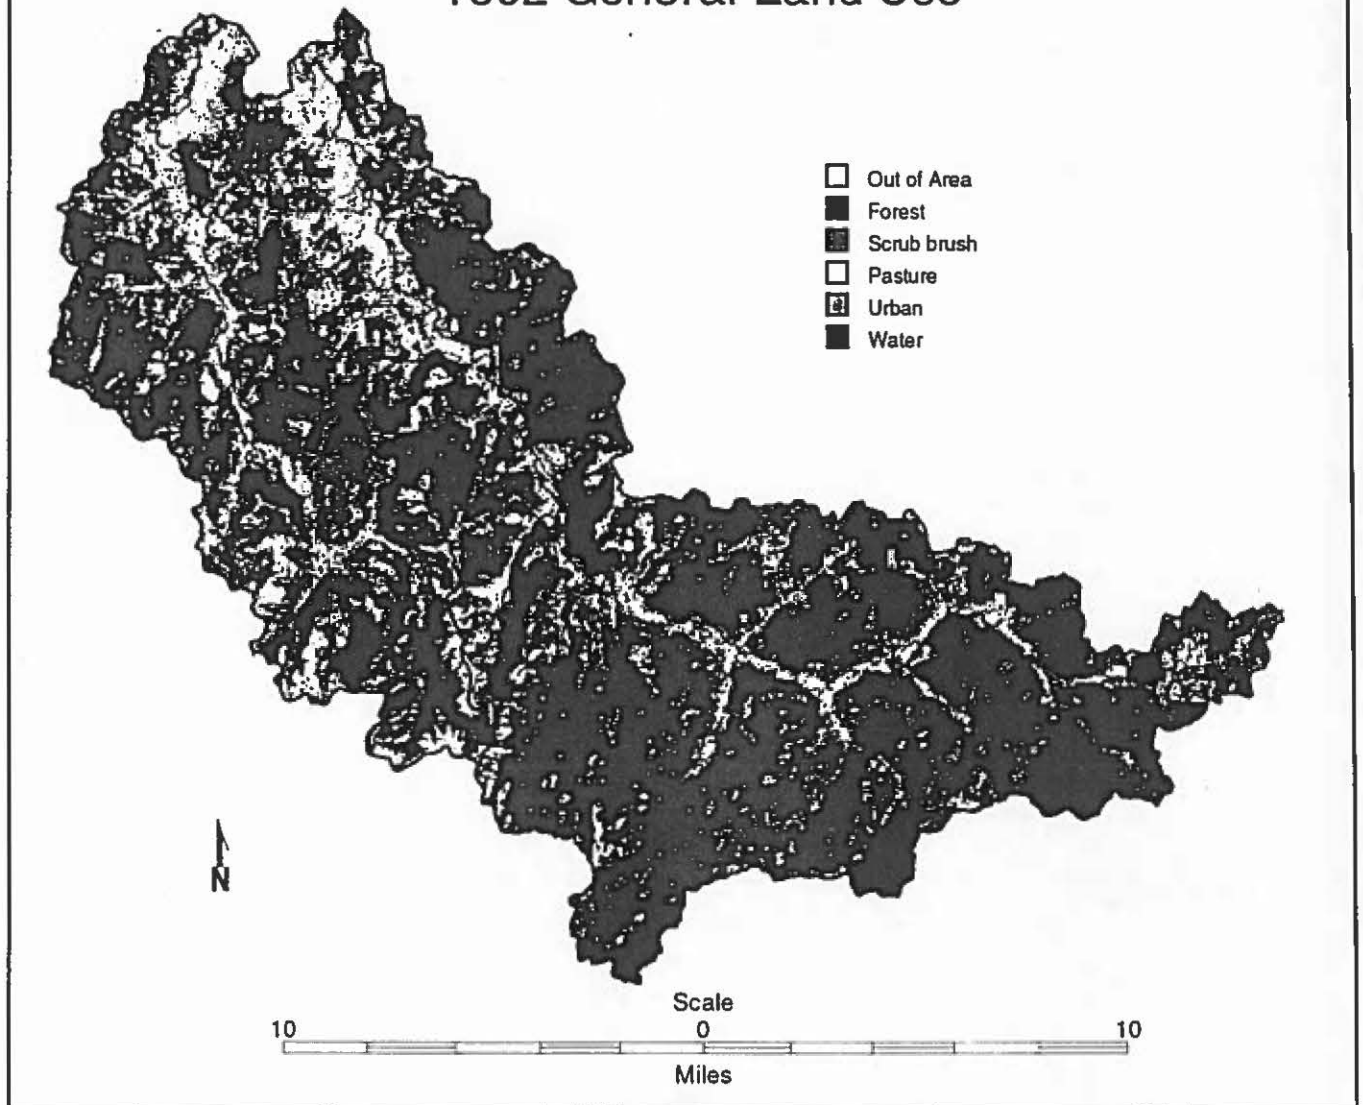 General Land Use
Out of Area
Forest
Scrub brush
Pasture
Urban
Water
N
Scale
10 0 10
Miles